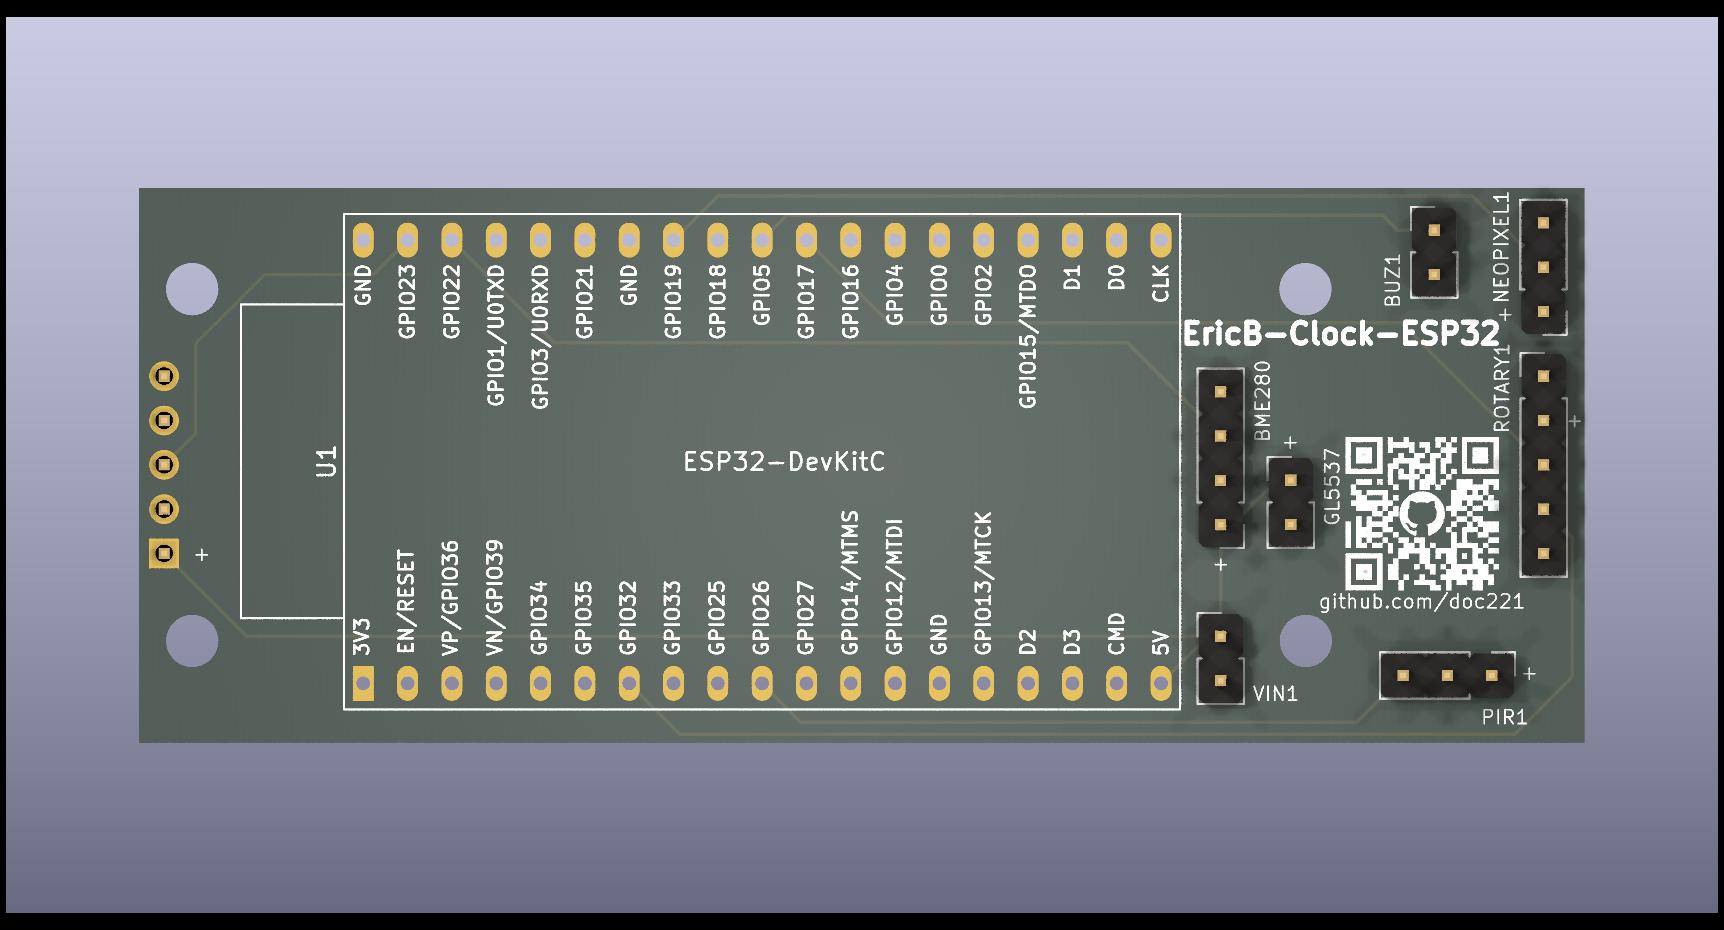 GND
GPIO23
GPIO22
GPIO1/U0TXD
GPIO3/U0RXD
GPIO21
GND
GPIO19
GPIO18
GPIO5
GPIO17
GPIO16
GPIO4
GPIO0
GPIO2
GPIO15/MTDO
D1
D0
CLK
BUZ1
+
NEOPIXEL1
EricB-Clock-ESP32
ROTARY1
+
BME280
+
GL5537
+
U1
ESP32-DevKitC
+
github.com/doc221
3V3
EN/RESET
VP/GPIO36
VN/GPIO39
GPIO34
GPIO35
GPIO32
GPIO33
GPIO25
GPIO26
GPIO27
GPIO14/MTMS
GPIO12/MTDI
GND
GPIO13/MTCK
D2
D3
CMD
5V
VIN1
+
PIR1